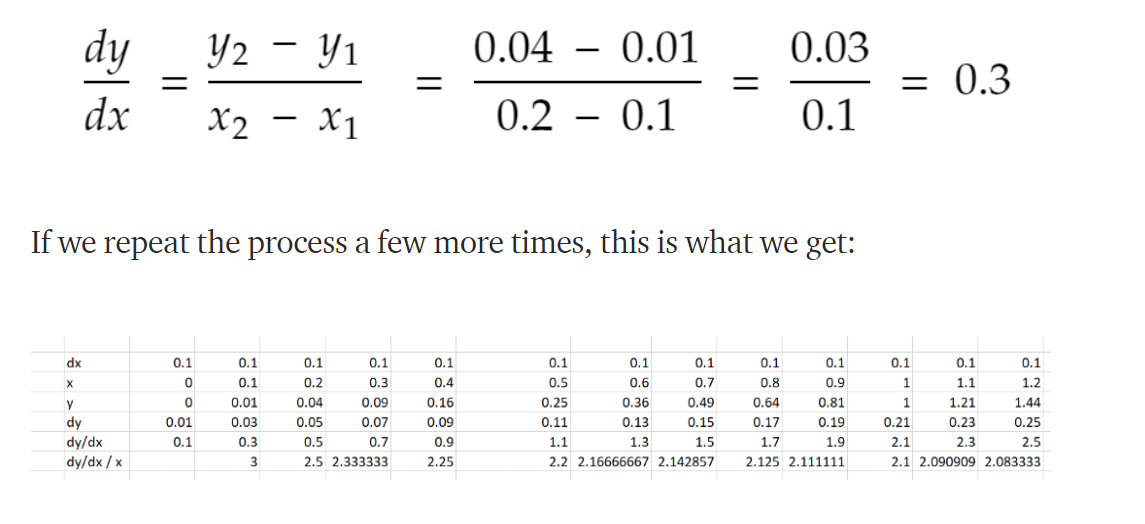 dy/dx = y₂ − y₁ / x₂ − x₁ = 0.04 − 0.01 / 0.2 − 0.1 = 0.03 / 0.1 = 0.3
If we repeat the process a few more times, this is what we get:
dx 0.1 0.1 0.1 0.1 0.1 0.1 0.1 0.1 0.1 0.1 0.1 0.1 0.1
x 0 0.1 0.2 0.3 0.4 0.5 0.6 0.7 0.8 0.9 1 1.1 1.2
y 0 0.01 0.04 0.09 0.16 0.25 0.36 0.49 0.64 0.81 1 1.21 1.44
dy 0.01 0.03 0.05 0.07 0.09 0.11 0.13 0.15 0.17 0.19 0.21 0.23 0.25
dy/dx 0.1 0.3 0.5 0.7 0.9 1.1 1.3 1.5 1.7 1.9 2.1 2.3 2.5
dy/dx / x 3 2.5 2.333333 2.25 2.2 2.16666667 2.142857 2.125 2.111111 2.1 2.090909 2.083333